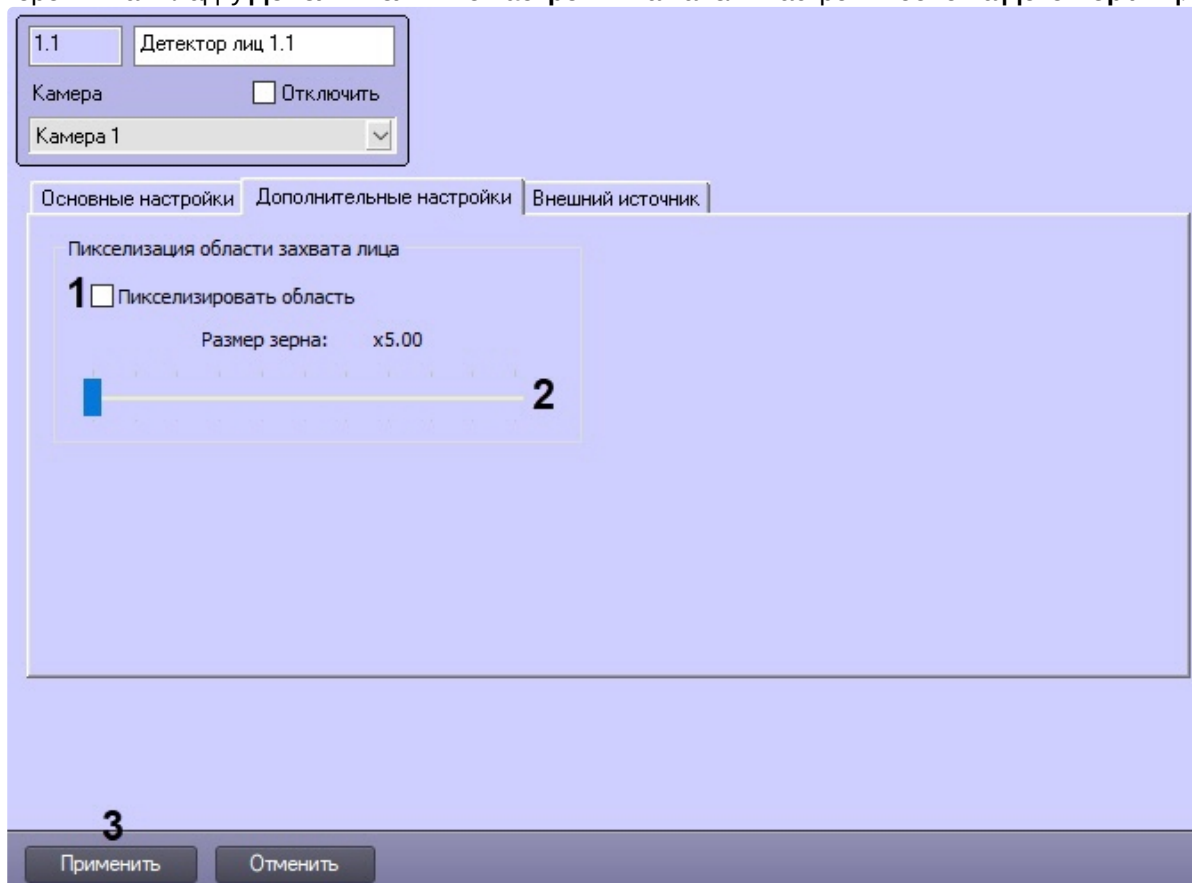 1.1
Детектор лиц 1.1
Камера
Отключить
Камера 1
Основные настройки
Дополнительные настройки
Внешний источник
Пикселизация области захвата лица
1
Пикселизировать область
Размер зерна:
x5.00
2
3
Применить
Отменить